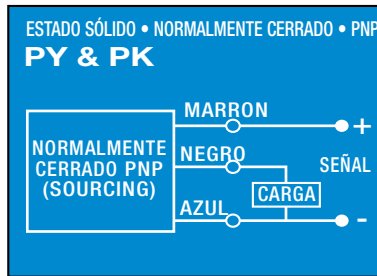 ESTADO SÓLIDO • NORMALMENTE CERRADO • PNP
PY & PK
MARRON
+
NORMALMENTE
CERRADO PNP
(SOURCING)
NEGRO
SEÑAL
CARGA
AZUL
-